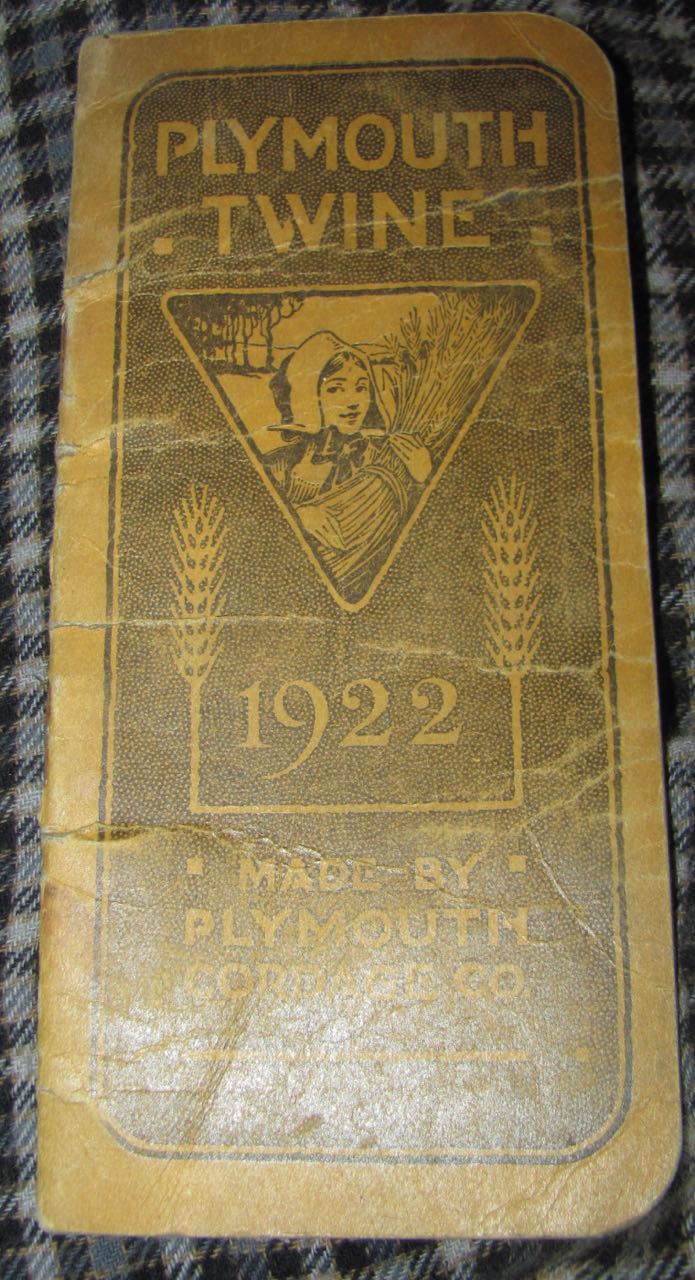 PLYMOUTH
TWINE
1922
MADE BY
PLYMOUTH
CORDAGE CO.